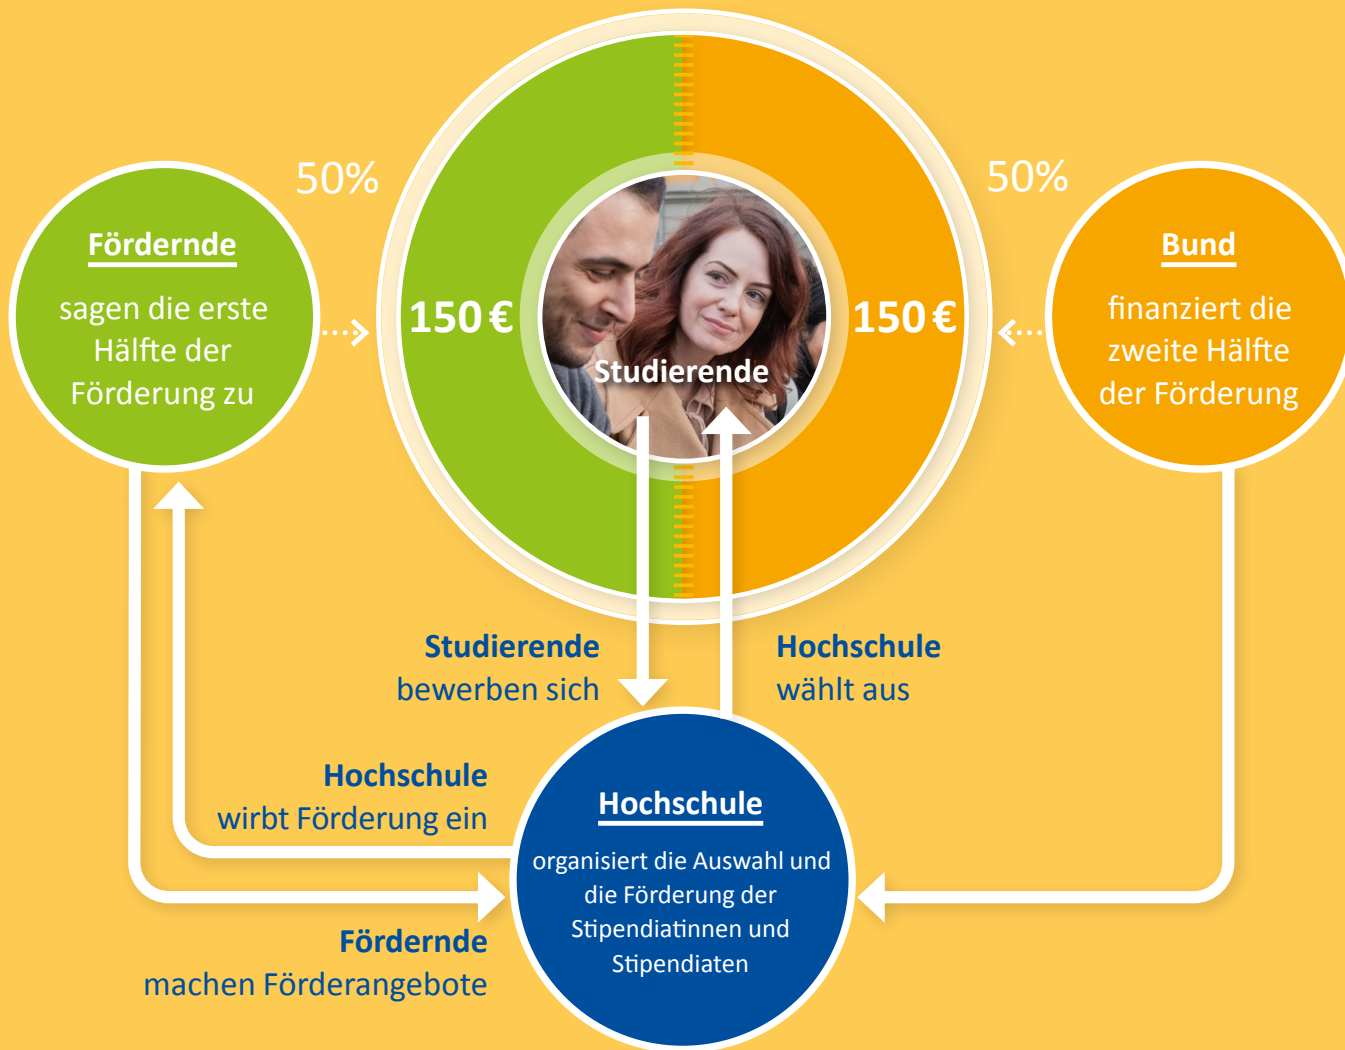 50%
50%
Fördernde
sagen die erste
Hälfte der
Förderung zu
150 €
Studierende
150 €
Bund
finanziert die
zweite Hälfte
der Förderung
Studierende
bewerben sich
Hochschule
wählt aus
Hochschule
wirbt Förderung ein
Hochschule
organisiert die Auswahl und
die Förderung der
Stipendiatinnen und
Stipendiaten
Fördernde
machen Förderangebote